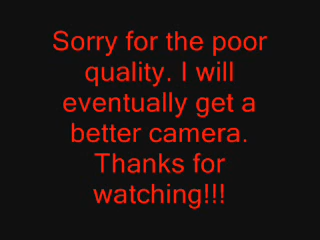 Sorry for the poor
quality. I will
eventually get a
better camera.
Thanks for
watching!!!